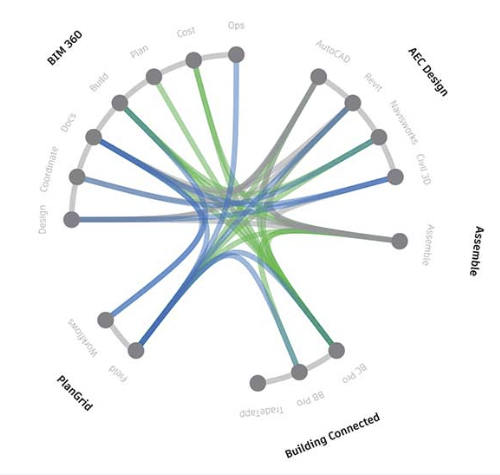 BIM 360
Ops
Cost
Plan
Build
Docs
Coordinate
Design
AEC Design
AutoCAD
Revit
Navisworks
Civil 3D
Assemble
Assemble
Building Connected
BC Pro
BB Pro
TradeTapp
PlanGrid
Field
Workflows